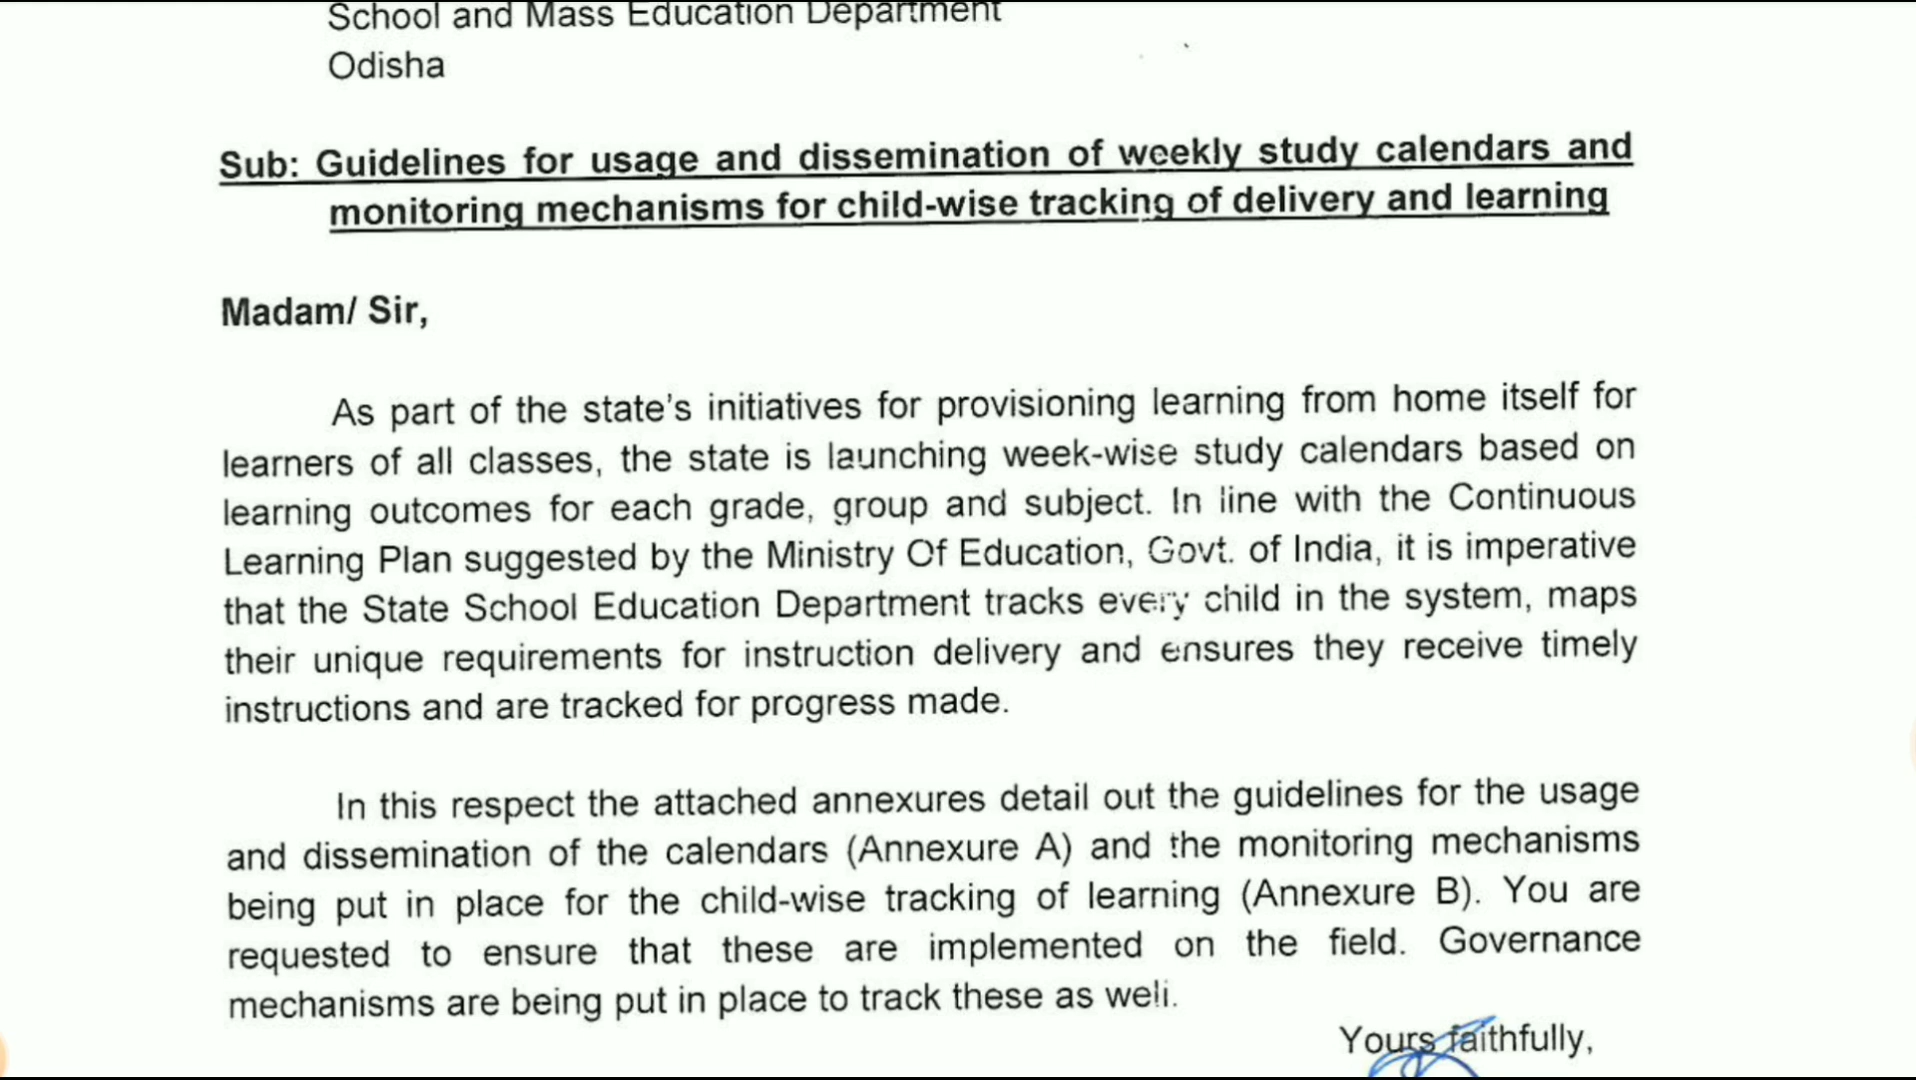 School and Mass Education Department
Odisha
Sub: Guidelines for usage and dissemination of weekly study calendars and
monitoring mechanisms for child-wise tracking of delivery and learning
Madam/ Sir,
As part of the state's initiatives for provisioning learning from home itself for
learners of all classes, the state is launching week-wise study calendars based on
learning outcomes for each grade, group and subject. In line with the Continuous
Learning Plan suggested by the Ministry Of Education, Govt. of India, it is imperative
that the State School Education Department tracks every child in the system, maps
their unique requirements for instruction delivery and ensures they receive timely
instructions and are tracked for progress made.
In this respect the attached annexures detail out the guidelines for the usage
and dissemination of the calendars (Annexure A) and the monitoring mechanisms
being put in place for the child-wise tracking of learning (Annexure B). You are
requested to ensure that these are implemented on the field. Governance
mechanisms are being put in place to track these as well.
Yours faithfully,